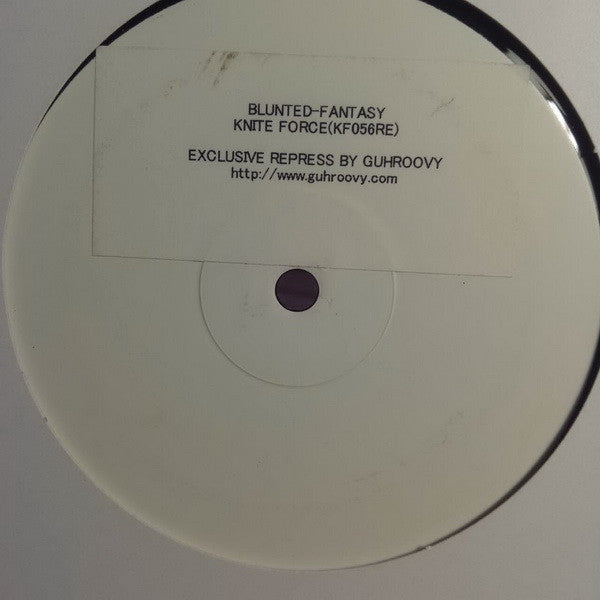 BLUNTED-FANTASY
KNITE FORCE(KF056RE)
EXCLUSIVE REPRESS BY GUHROOVY
http://www.guhroovy.com